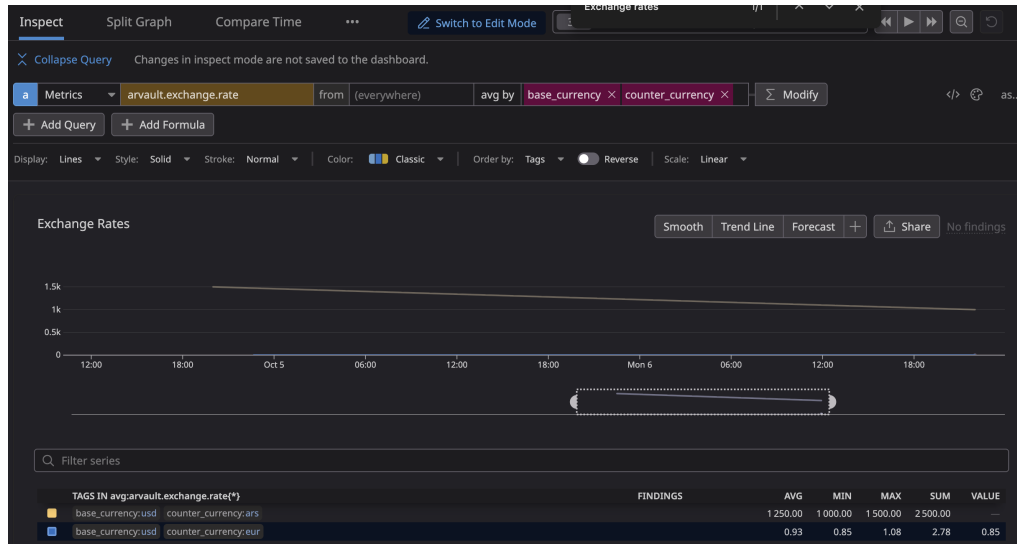 Exchange rates 1/1
Inspect Split Graph Compare Time ••• Switch to Edit Mode
Collapse Query Changes in inspect mode are not saved to the dashboard.
a Metrics arvault.exchange.rate from (everywhere) avg by base_currency × counter_currency × Σ Modify </> as..
+ Add Query + Add Formula
Display: Lines Style: Solid Stroke: Normal Color: Classic Order by: Tags Reverse Scale: Linear
Exchange Rates
Smooth Trend Line Forecast + Share No findings
1.5k
1k
0.5k
0
12:00 18:00 Oct 5 06:00 12:00 18:00 Mon 6 06:00 12:00 18:00
Filter series
TAGS IN avg:arvault.exchange.rate{*} FINDINGS AVG MIN MAX SUM VALUE
base_currency:usd counter_currency:ars 1 250.00 1 000.00 1 500.00 2 500.00 —
base_currency:usd counter_currency:eur 0.93 0.85 1.08 2.78 0.85